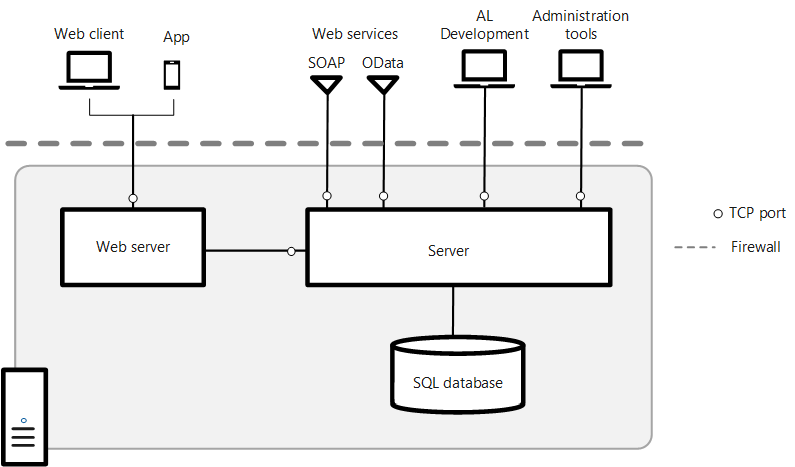 Web client
App
Web services
SOAP
OData
AL
Development
Administration
tools
TCP port
Firewall
Web server
Server
SQL database